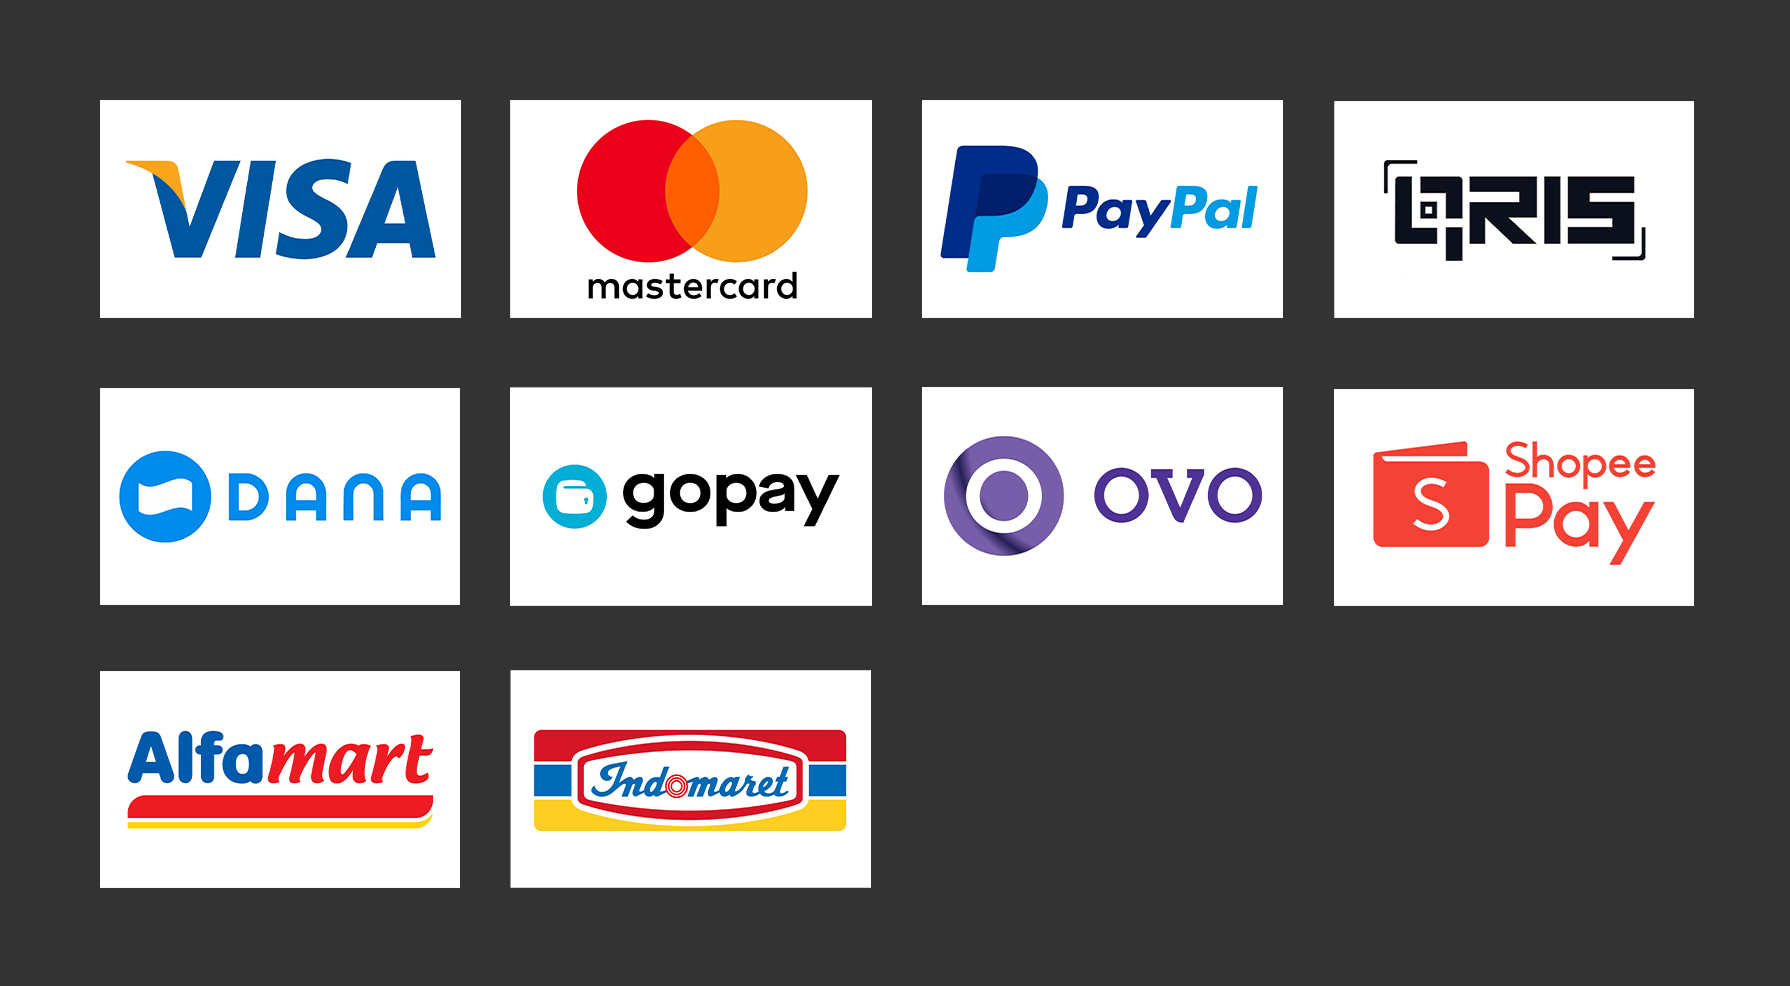 VISA
mastercard
PayPal
QRIS
DANA
gopay
OVO
S
Shopee
Pay
Alfamart
Indomaret